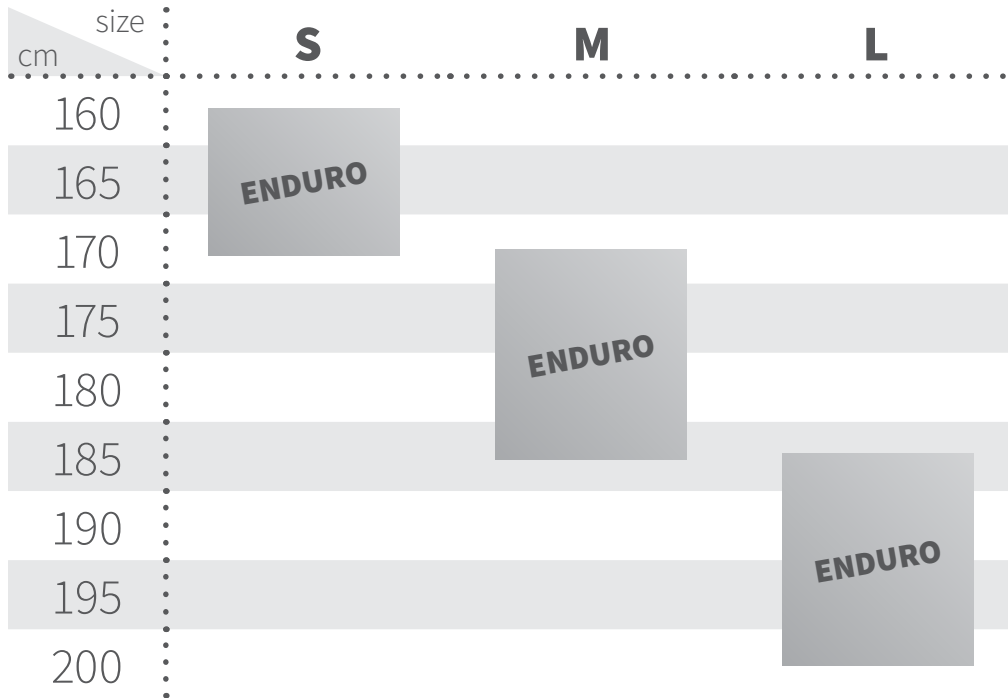 size
cm
S M L
160
165 ENDURO
170
175
180 ENDURO
185
190
195 ENDURO
200